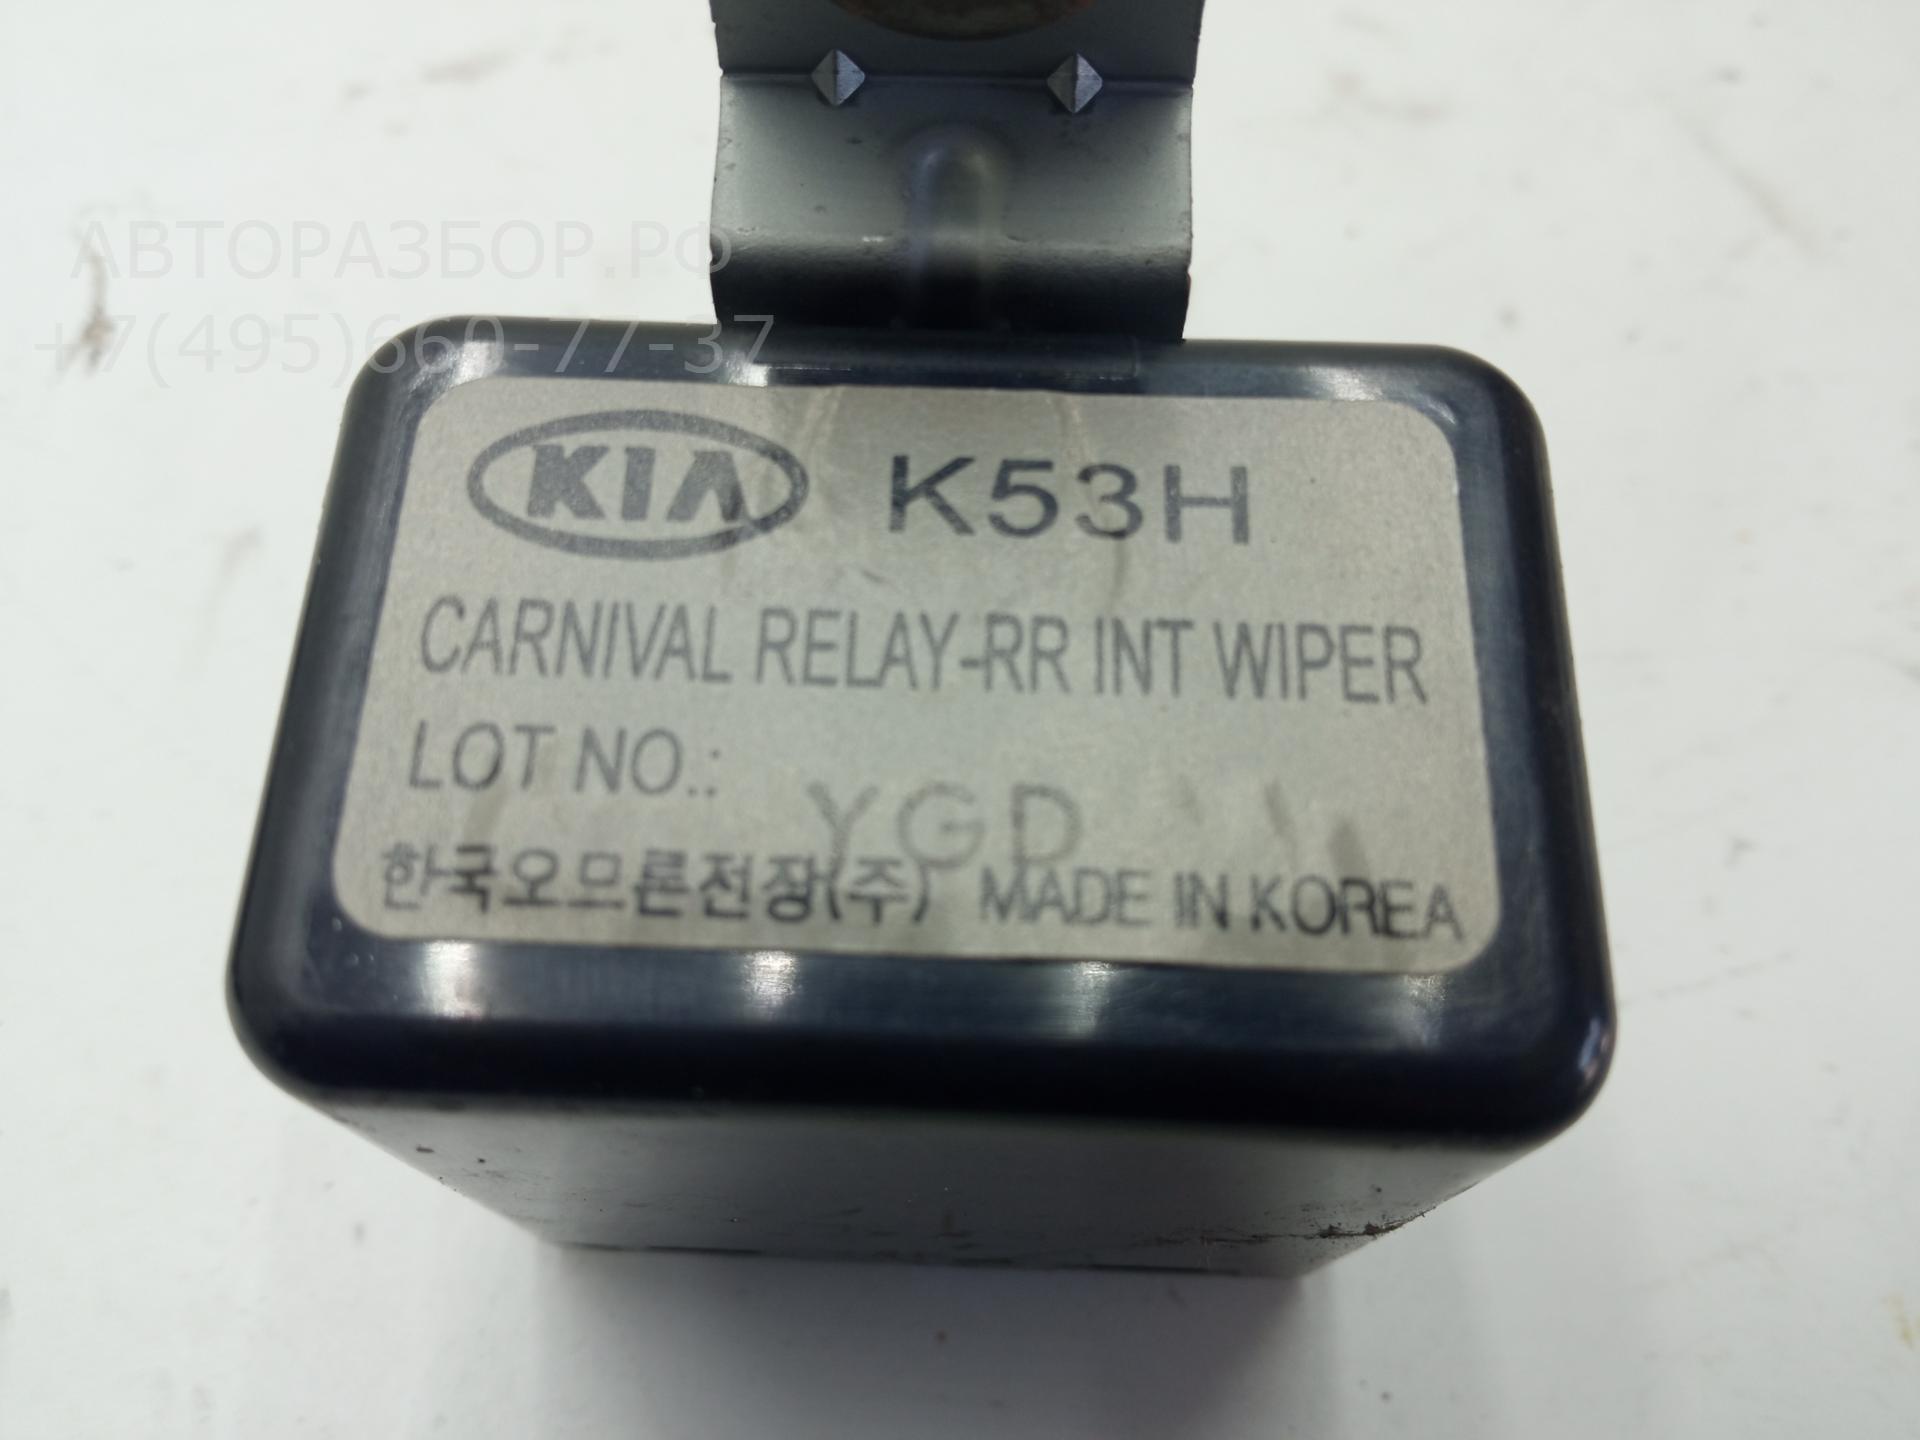 АВТОРАЗБОР.РФ
+7(495)660-77-37
KIA K53H
CARNIVAL RELAY-RR INT WIPER
LOT NO.:
YGD
한국오므론전장(주) MADE IN KOREA